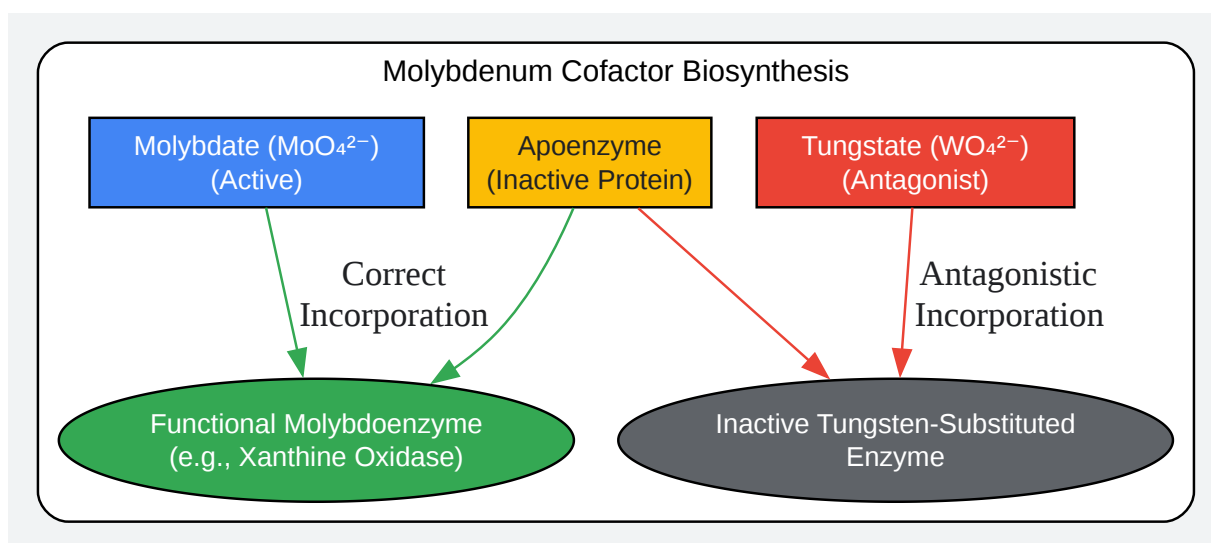 Molybdenum Cofactor Biosynthesis
Molybdate (MoO₄²⁻)
(Active)
Apoenzyme
(Inactive Protein)
Tungstate (WO₄²⁻)
(Antagonist)
Correct
Incorporation
Antagonistic
Incorporation
Functional Molybdoenzyme
(e.g., Xanthine Oxidase)
Inactive Tungsten-Substituted
Enzyme